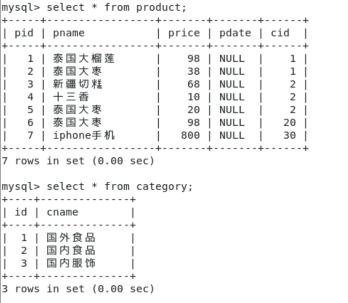 mysql> select * from product;
+-----+---------------+-------+-------+------+
| pid | pname         | price | pdate | cid  |
+-----+---------------+-------+-------+------+
|   1 | 泰国大榴莲    |    98 | NULL  |    1 |
|   2 | 泰国大枣      |    38 | NULL  |    1 |
|   3 | 新疆切糕      |    68 | NULL  |    2 |
|   4 | 十三香        |    10 | NULL  |    2 |
|   5 | 泰国大枣      |    20 | NULL  |    2 |
|   6 | 泰国大枣      |    98 | NULL  |   20 |
|   7 | iphone手机    |   800 | NULL  |   30 |
+-----+---------------+-------+-------+------+
7 rows in set (0.00 sec)
mysql> select * from category;
+----+--------------+
| id | cname        |
+----+--------------+
|  1 | 国外食品     |
|  2 | 国内食品     |
|  3 | 国内服饰     |
+----+--------------+
3 rows in set (0.00 sec)